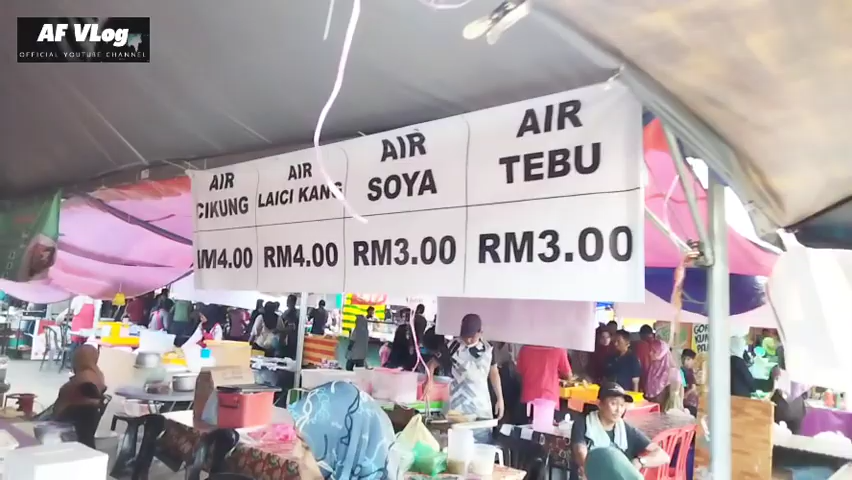 AF VLog
OFFICIAL YOUTUBE CHANNEL
AIR CIKUNG
AIR LAICI KANG
AIR SOYA
AIR TEBU
RM4.00
RM4.00
RM3.00
RM3.00